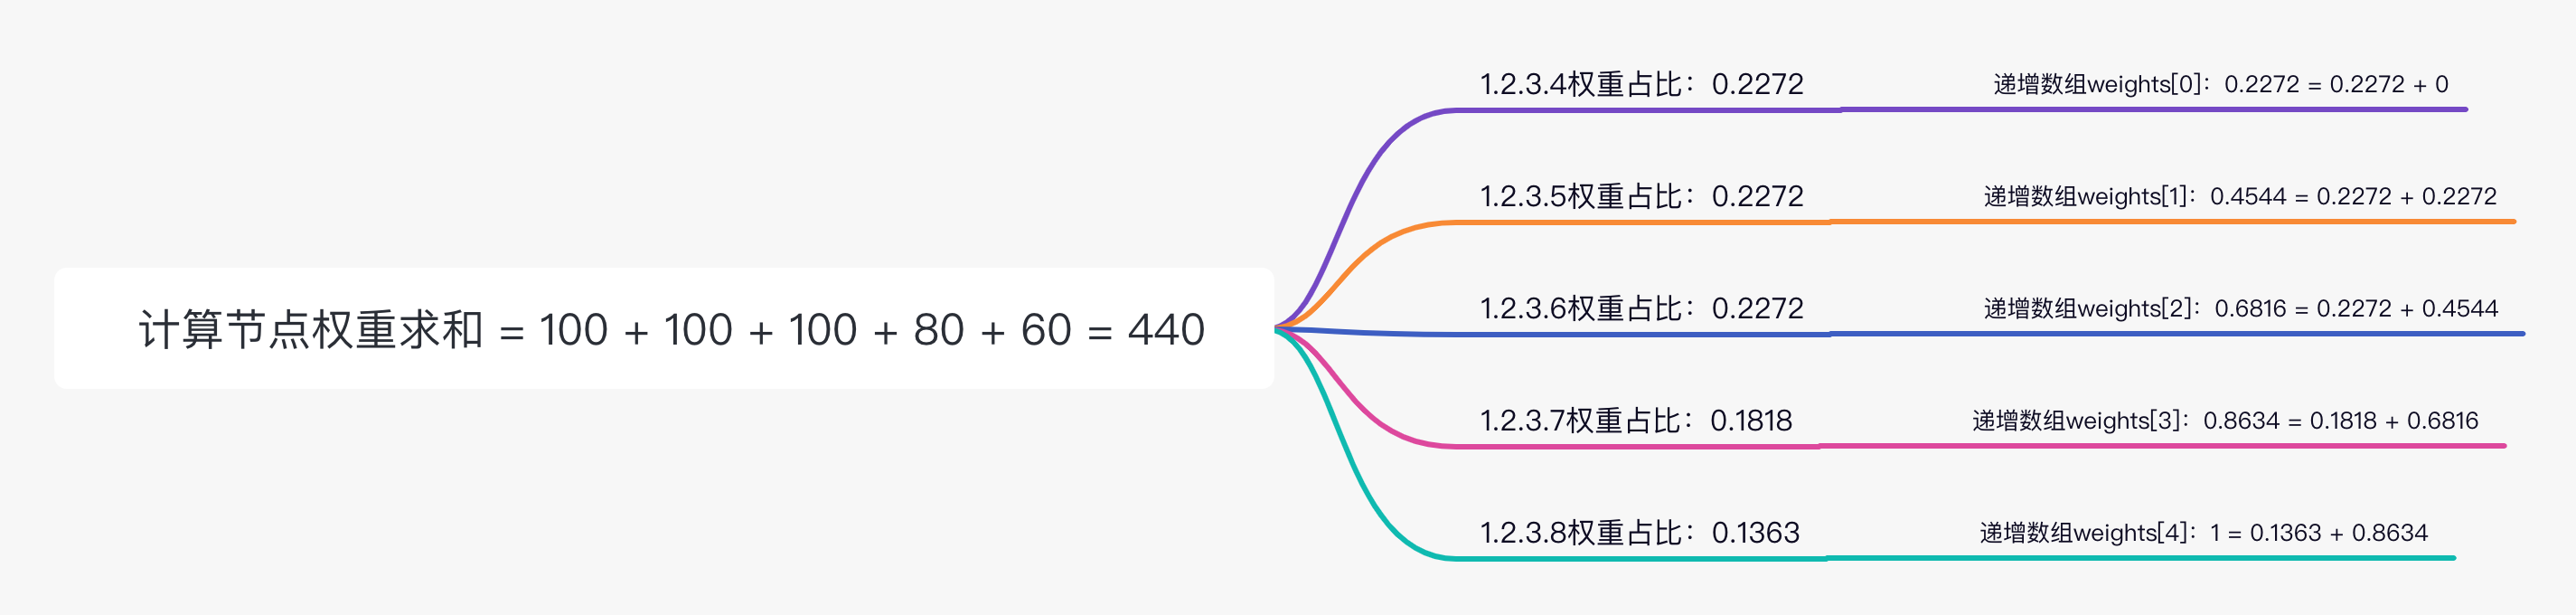 计算节点权重求和 = 100 + 100 + 100 + 80 + 60 = 440
1.2.3.4权重占比：0.2272
递增数组weights[0]：0.2272 = 0.2272 + 0
1.2.3.5权重占比：0.2272
递增数组weights[1]：0.4544 = 0.2272 + 0.2272
1.2.3.6权重占比：0.2272
递增数组weights[2]：0.6816 = 0.2272 + 0.4544
1.2.3.7权重占比：0.1818
递增数组weights[3]：0.8634 = 0.1818 + 0.6816
1.2.3.8权重占比：0.1363
递增数组weights[4]：1 = 0.1363 + 0.8634